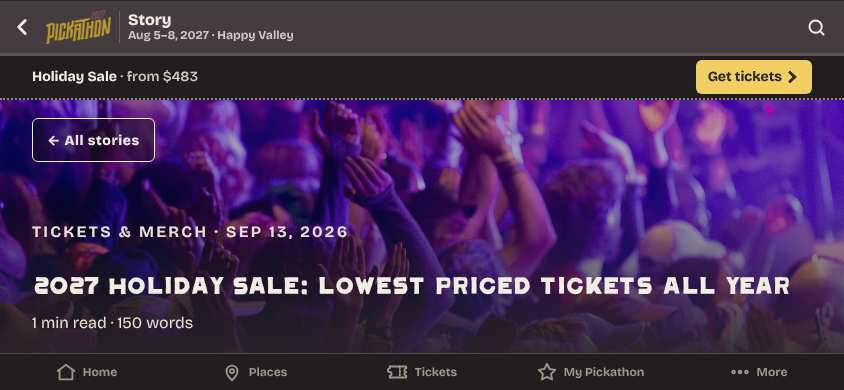 PICKATHON
Story
Aug 5–8, 2027 · Happy Valley
Holiday Sale · from $483
Get tickets
← All stories
TICKETS & MERCH · SEP 13, 2026
2027 HOLIDAY SALE: LOWEST PRICED TICKETS ALL YEAR
1 min read · 150 words
Home
Places
Tickets
My Pickathon
More